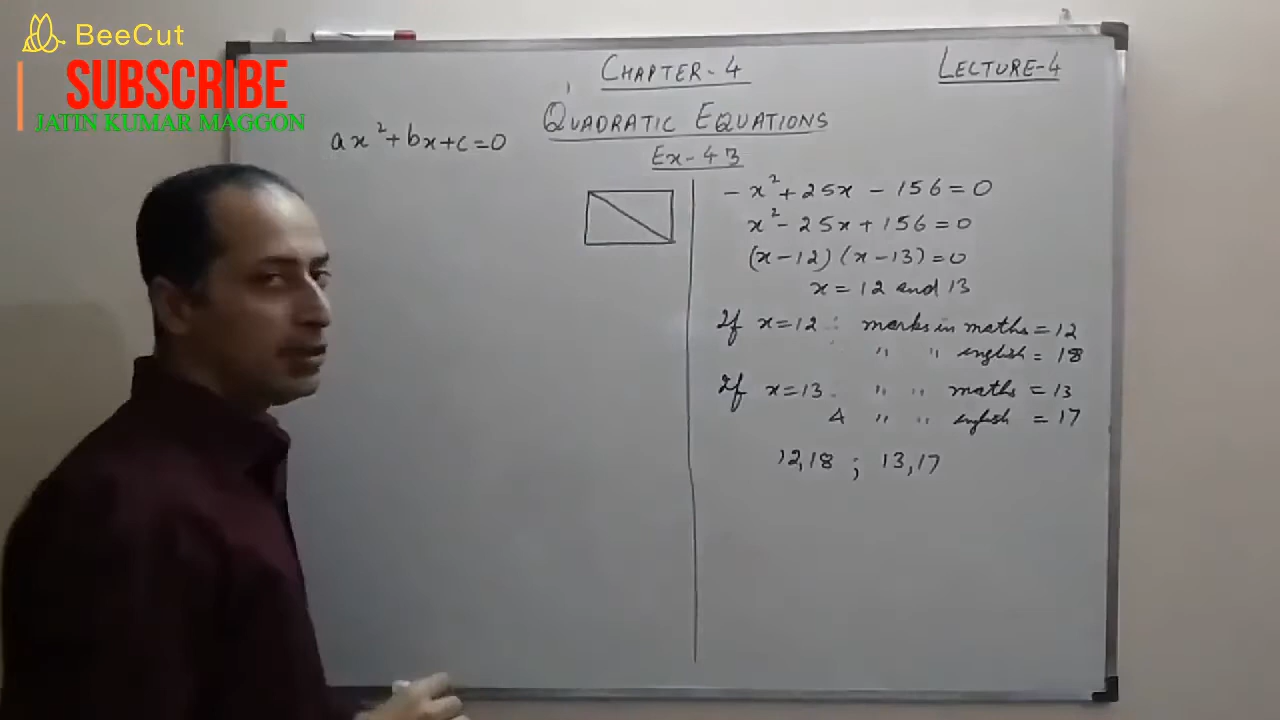 BeeCut
SUBSCRIBE
JATIN KUMAR MAGGON
CHAPTER-4
LECTURE-4
QUADRATIC EQUATIONS
EX-4.3
ax²+bx+c=0
-x²+25x-156=0
x²-25x+156=0
(x-12)(x-13)=0
x=12 and 13
If x=12 : marks in maths=12
" " english=18
If x=13 " " maths=13
& " " english=17
12,18 ; 13,17